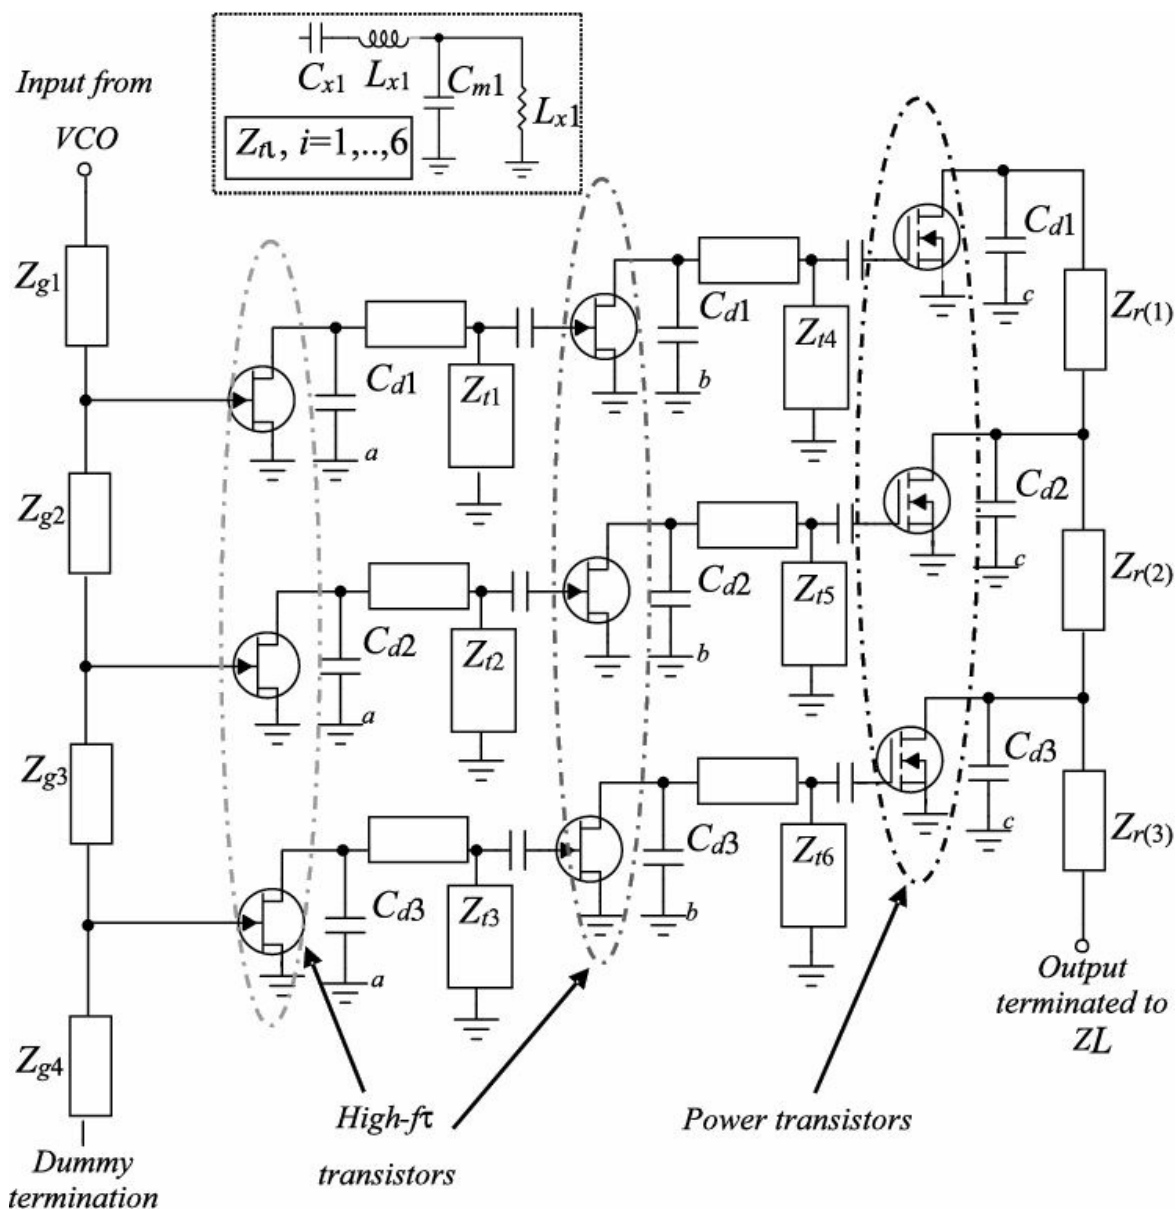 Input from
VCO
Cx1 Lx1 Cm1
Lx1
Ztι, i=1,..,6
Zg1
Cd1
Zr(1)
Cd1
Zt4
c
Cd1
Zt1
b
a
Zg2
Cd2
Zr(2)
Cd2
Zt5
c
Cd2
Zt2
b
a
Zg3
Cd3
Zr(3)
Cd3
Zt6
c
Cd3
Zt3
b
a
Zg4
Output
terminated to
ZL
High-fτ
transistors
Power transistors
Dummy
termination